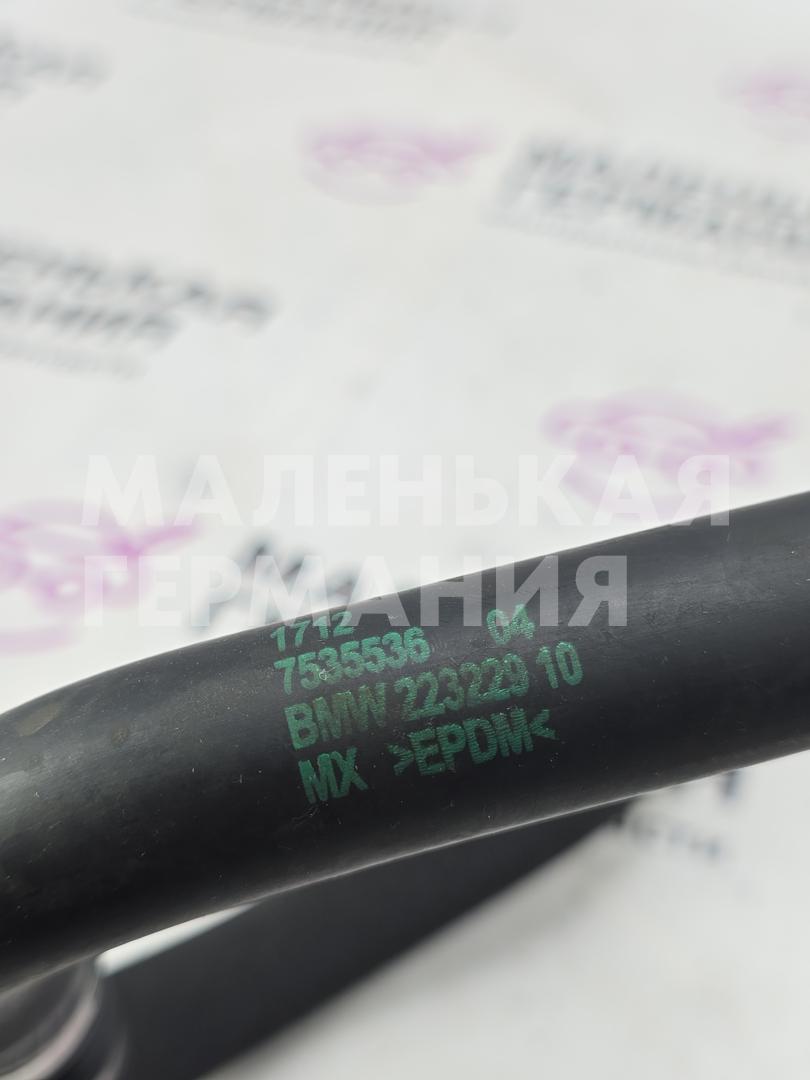 МАЛЕНЬКАЯ
ГЕРМАНИЯ
1712
7535536 04
BMW 223229 10
MX >EPDM<